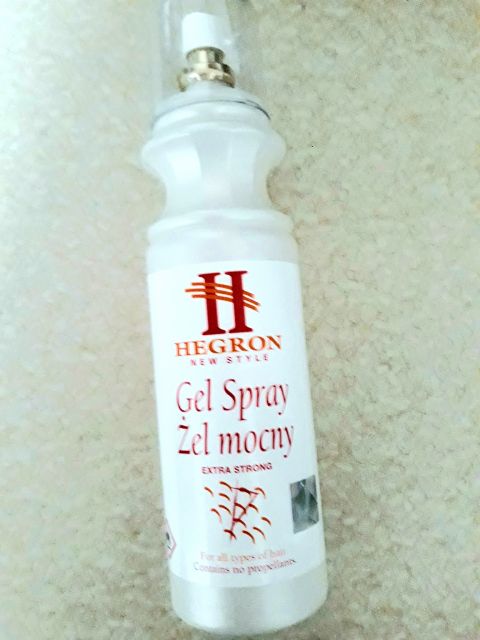 H
HEGRON
NEW STYLE
Gel Spray
Żel mocny
EXTRA STRONG
For all types of hair
Contains no propellants.